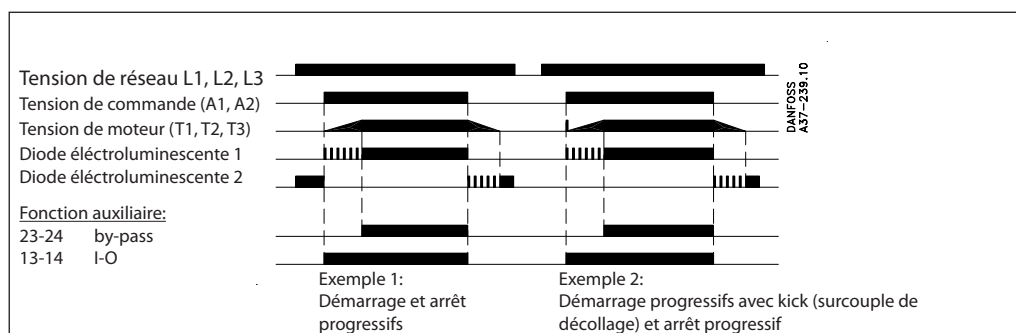 Tension de réseau L1, L2, L3
Tension de commande (A1, A2)
Tension de moteur (T1, T2, T3)
Diode éléctroluminescente 1
Diode éléctroluminescente 2
Fonction auxiliaire:
23-24 by-pass
13-14 I-O
Exemple 1:
Démarrage et arrêt
progressifs
Exemple 2:
Démarrage progressifs avec kick (surcouple de
décollage) et arrêt progressif
DANFOSS
A37-239.10